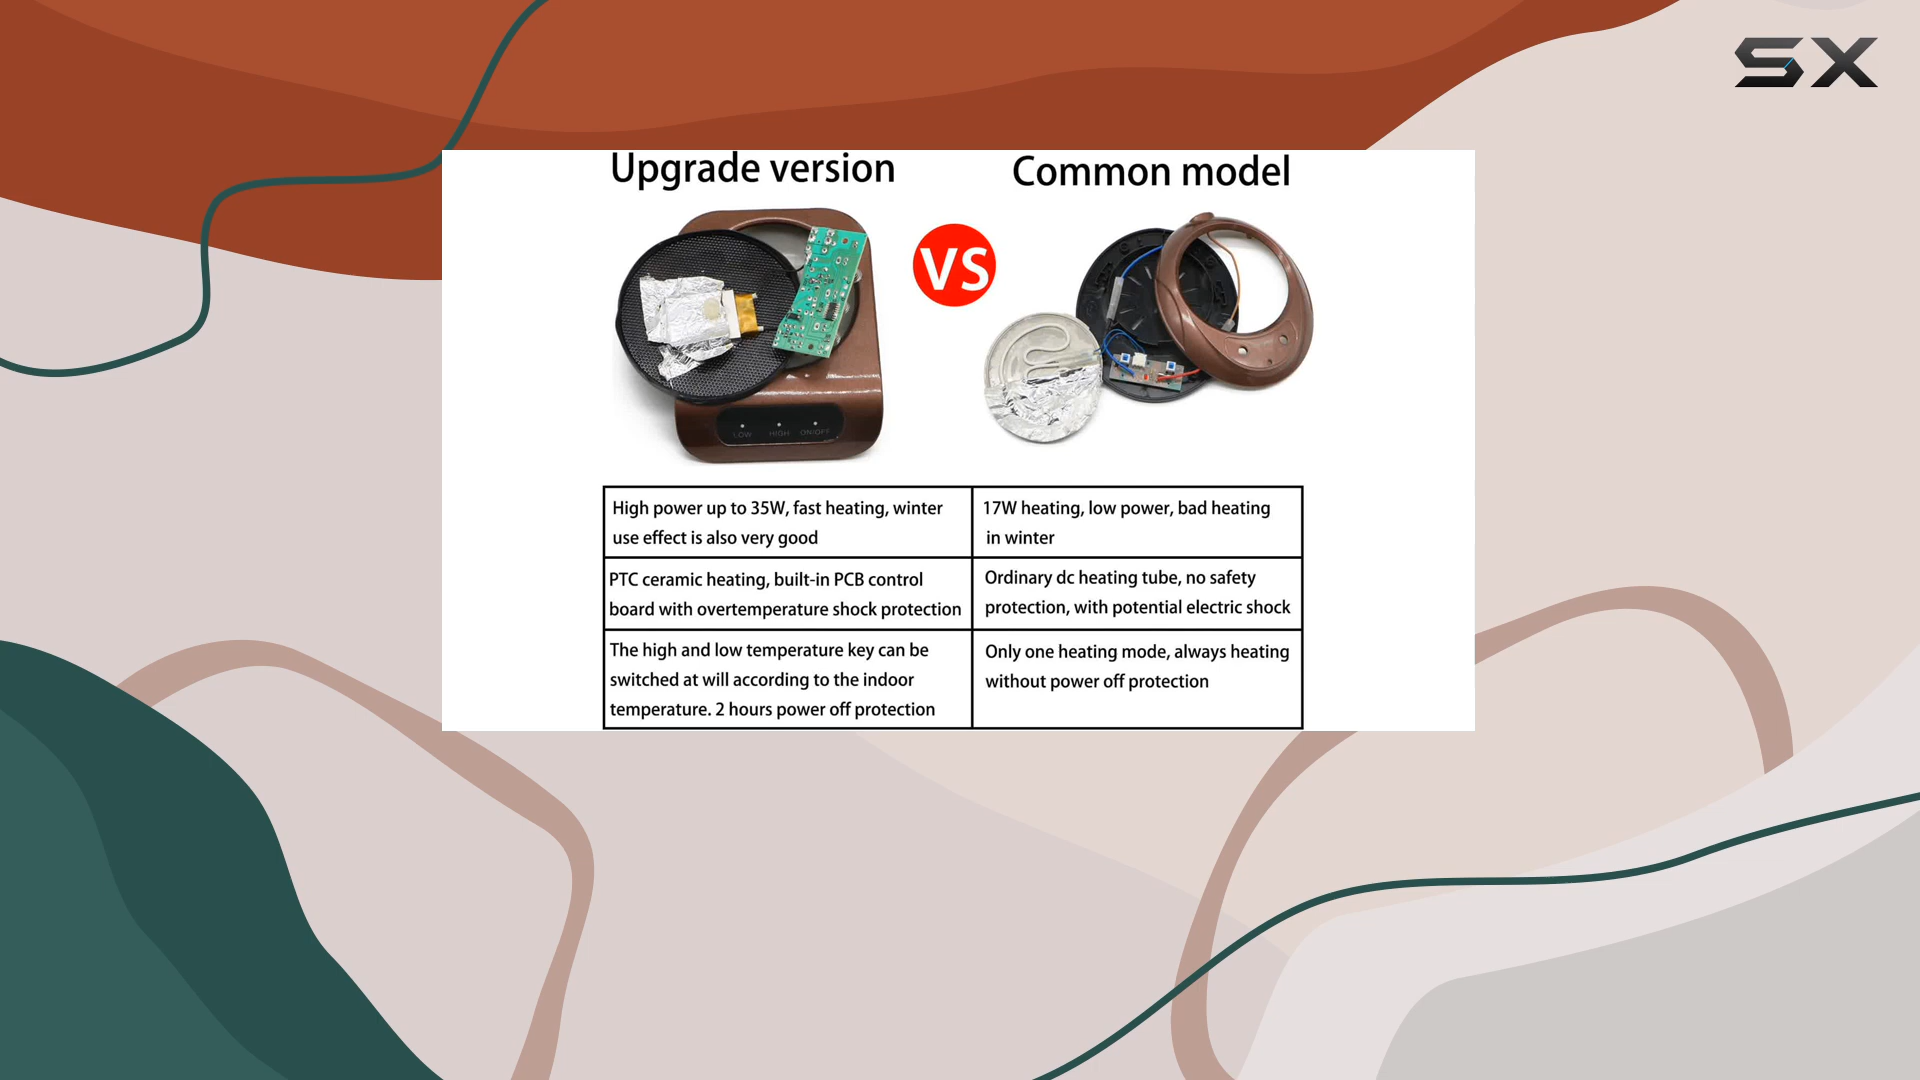 SX
Upgrade version
Common model
VS
LOW HIGH ON/OFF
High power up to 35W, fast heating, winter
use effect is also very good
17W heating, low power, bad heating
in winter
PTC ceramic heating, built-in PCB control
board with overtemperature shock protection
Ordinary dc heating tube, no safety
protection, with potential electric shock
The high and low temperature key can be
switched at will according to the indoor
temperature. 2 hours power off protection
Only one heating mode, always heating
without power off protection